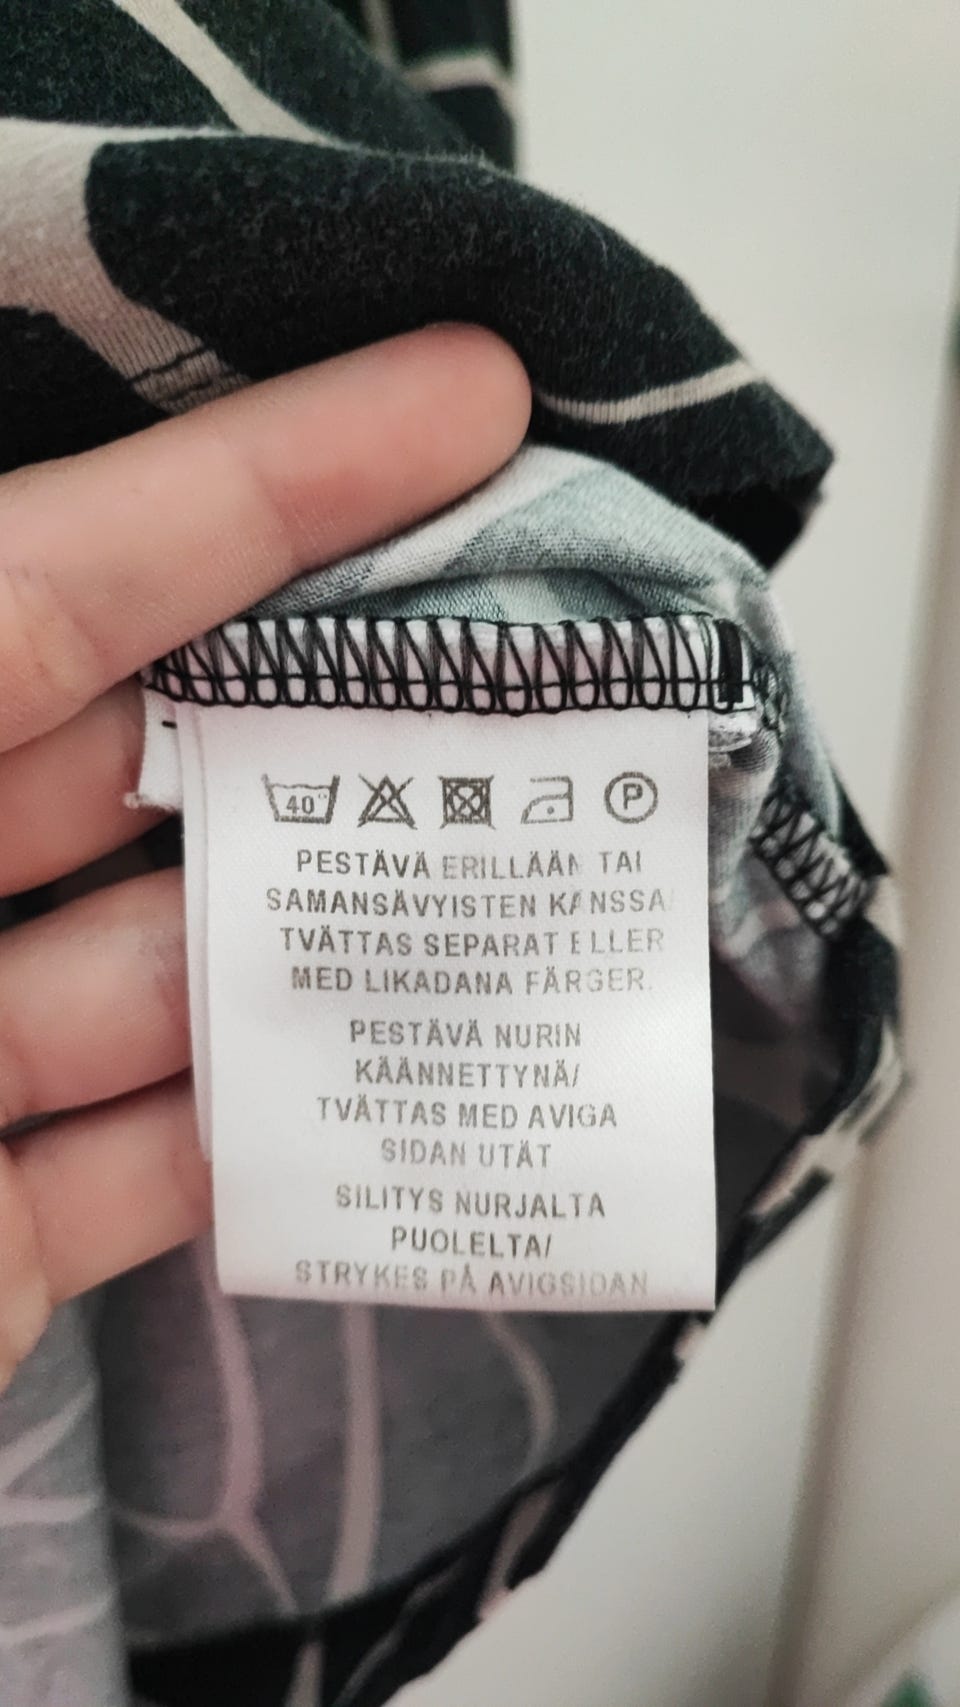 40°
P
PESTÄVÄ ERILLÄÄN TAI
SAMANSÄVYISTEN KANSSA
TVÄTTAS SEPARAT ELLER
MED LIKADANA FÄRGER.
PESTÄVÄ NURIN
KÄÄNNETTYNÄ/
TVÄTTAS MED AVIGA
SIDAN UTÅT
SILITYS NURJALTA
PUOLELTA/
STRYKES PÅ AVIGSIDAN